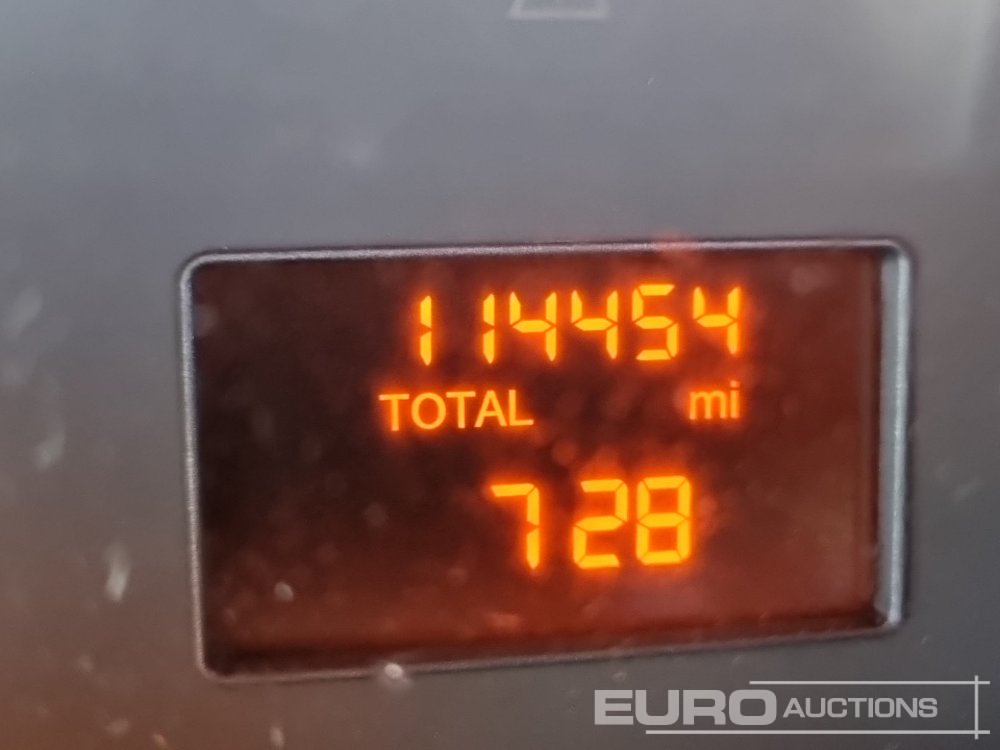 114454
TOTAL mi
728
EURO AUCTIONS